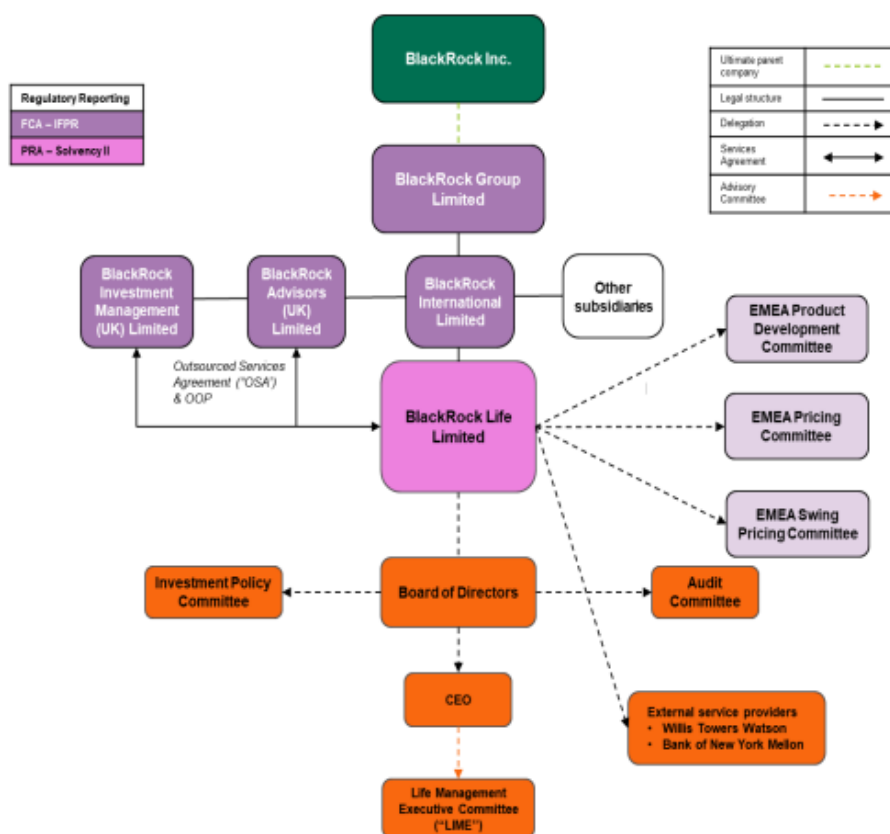 BlackRock Inc.
Regulatory Reporting
FCA – IFPR
PRA – Solvency II
Ultimate parent
company
Legal structure
Delegation
Services
Agreement
Advisory
Committee
BlackRock Group
Limited
BlackRock
Investment
Management
(UK) Limited
BlackRock
Advisors
(UK)
Limited
BlackRock
International
Limited
Other
subsidiaries
Outsourced Services
Agreement ("OSA')
& OOP
BlackRock Life
Limited
EMEA Product
Development
Committee
EMEA Pricing
Committee
EMEA Swing
Pricing Committee
Investment Policy
Committee
Board of Directors
Audit
Committee
CEO
External service providers
• Willis Towers Watson
• Bank of New York Mellon
Life Management
Executive Committee
("LIME")